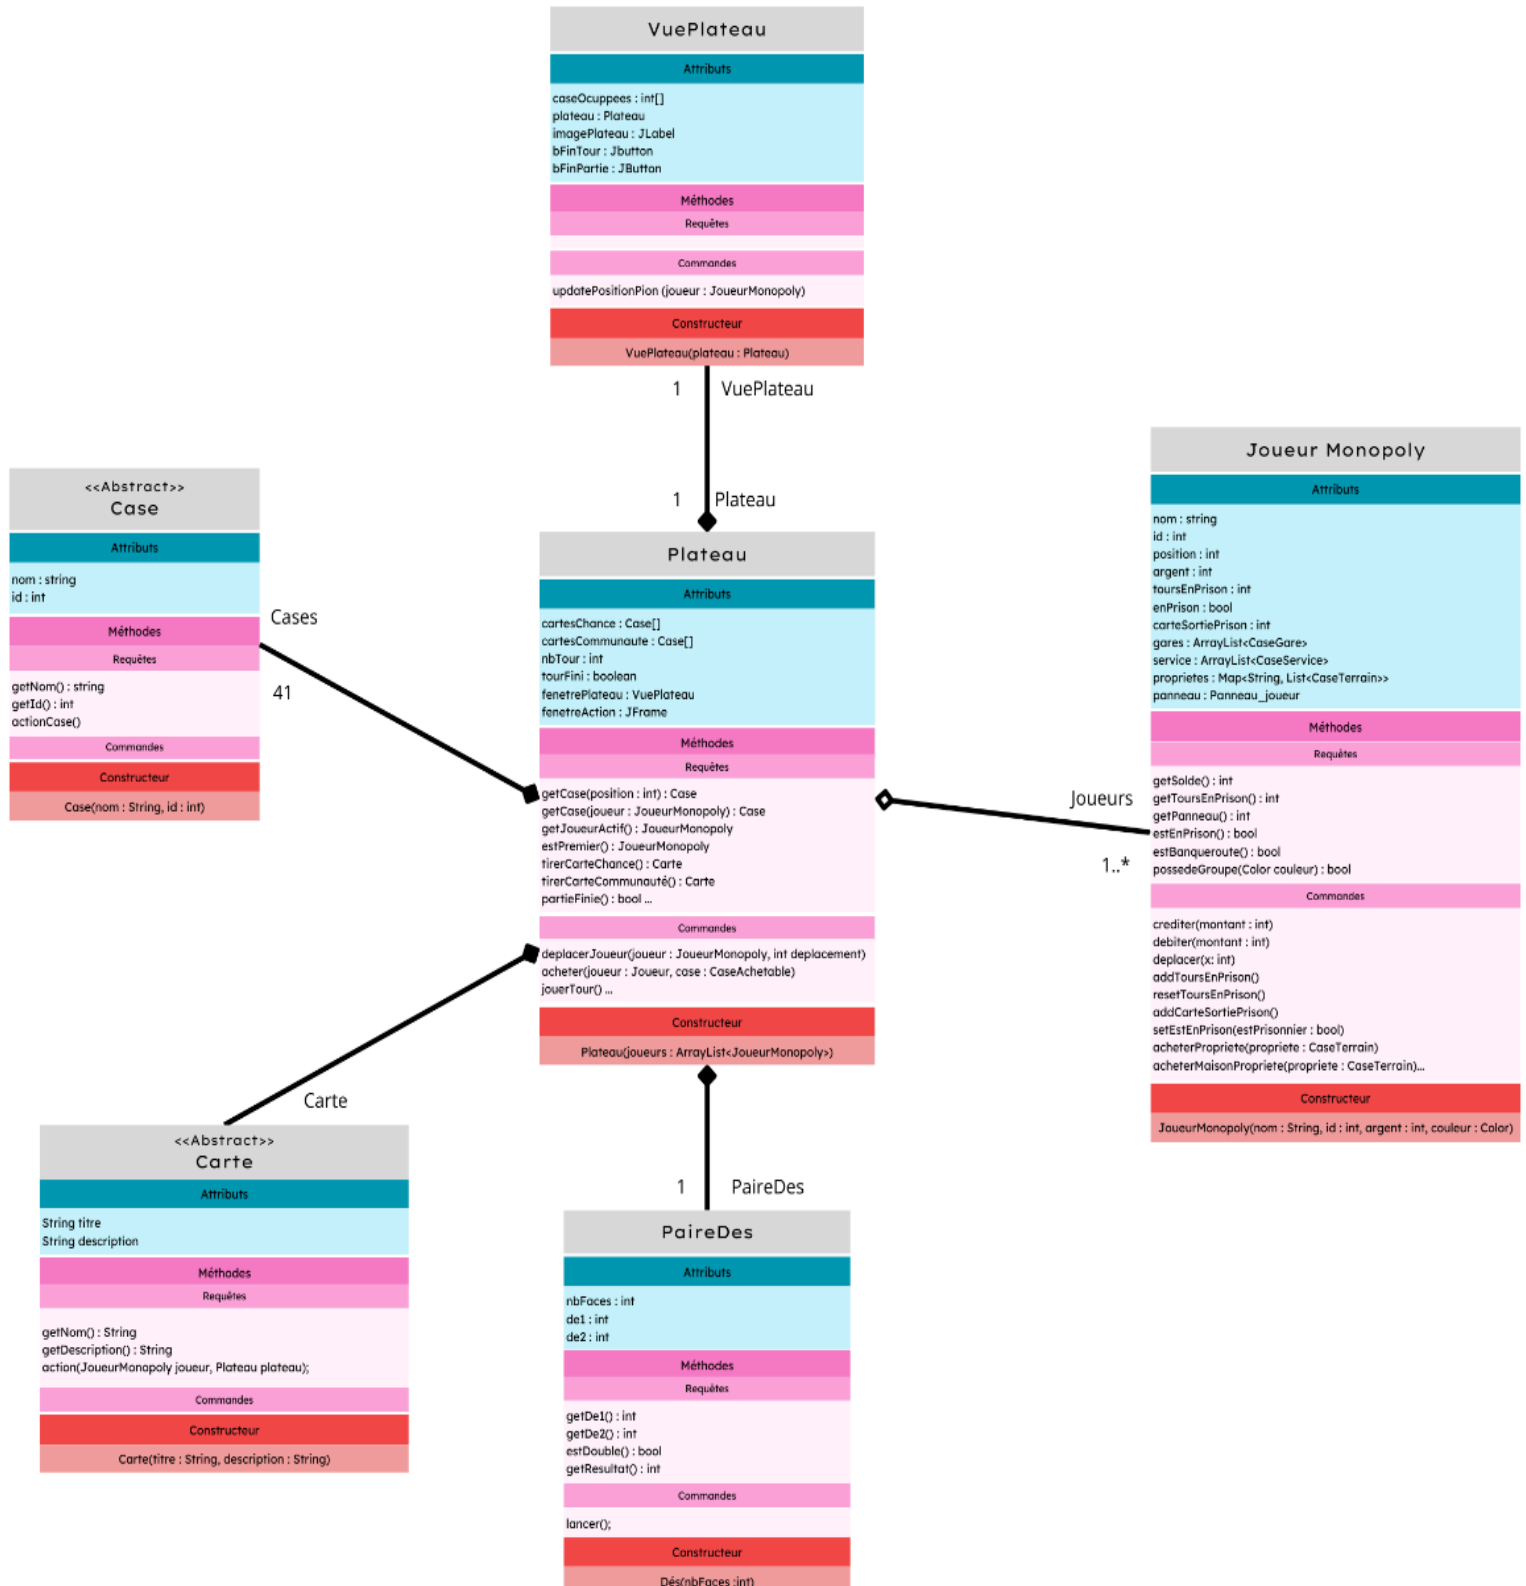 VuePlateau
Attributs
caseOcuppees : int[]
plateau : Plateau
imagePlateau : JLabel
bFinTour : Jbutton
bFinPartie : JButton
Méthodes
Requêtes
Commandes
updatePositionPion (joueur : JoueurMonopoly)
Constructeur
VuePlateau(plateau : Plateau)
1 VuePlateau
1 Plateau
<<Abstract>>
Case
Attributs
nom : string
id : int
Méthodes
Requêtes
getNom() : string
getId() : int
actionCase()
Commandes
Constructeur
Case(nom : String, id : int)
Cases
41
Plateau
Attributs
cartesChance : Case[]
cartesCommunaute : Case[]
nbTour : int
tourFini : boolean
fenetrePlateau : VuePlateau
fenetreAction : JFrame
Méthodes
Requêtes
getCase(position : int) : Case
getCase(joueur : JoueurMonopoly) : Case
getJoueurActif() : JoueurMonopoly
estPremier() : JoueurMonopoly
tirerCarteChance() : Carte
tirerCarteCommunauté() : Carte
partieFinie() : bool ...
Commandes
deplacerJoueur(joueur : JoueurMonopoly, int deplacement)
acheter(joueur : Joueur, case : CaseAchetable)
jouerTour() ...
Constructeur
Plateau(joueurs : ArrayList<JoueurMonopoly>)
Joueurs
1..*
Joueur Monopoly
Attributs
nom : string
id : int
position : int
argent : int
toursEnPrison : int
enPrison : bool
carteSortiePrison : int
gares : ArrayList<CaseGare>
service : ArrayList<CaseService>
proprietes : Map<String, List<CaseTerrain>>
panneau : Panneau_joueur
Méthodes
Requêtes
getSolde() : int
getToursEnPrison() : int
getPanneau() : int
estEnPrison() : bool
estBanqueroute() : bool
possedeGroupe(Color couleur) : bool
Commandes
crediter(montant : int)
debiter(montant : int)
deplacer(x: int)
addToursEnPrison()
resetToursEnPrison()
addCarteSortiePrison()
setEstEnPrison(estPrisonnier : bool)
acheterPropriete(propriete : CaseTerrain)
acheterMaisonPropriete(propriete : CaseTerrain)...
Constructeur
JoueurMonopoly(nom : String, id : int, argent : int, couleur : Color)
Carte
<<Abstract>>
Carte
Attributs
String titre
String description
Méthodes
Requêtes
getNom() : String
getDescription() : String
action(JoueurMonopoly joueur, Plateau plateau);
Commandes
Constructeur
Carte(titre : String, description : String)
1 PaireDes
PaireDes
Attributs
nbFaces : int
de1 : int
de2 : int
Méthodes
Requêtes
getDe1() : int
getDe2() : int
estDouble() : bool
getResultat() : int
Commandes
lancer();
Constructeur
Dés(nbFaces :int)